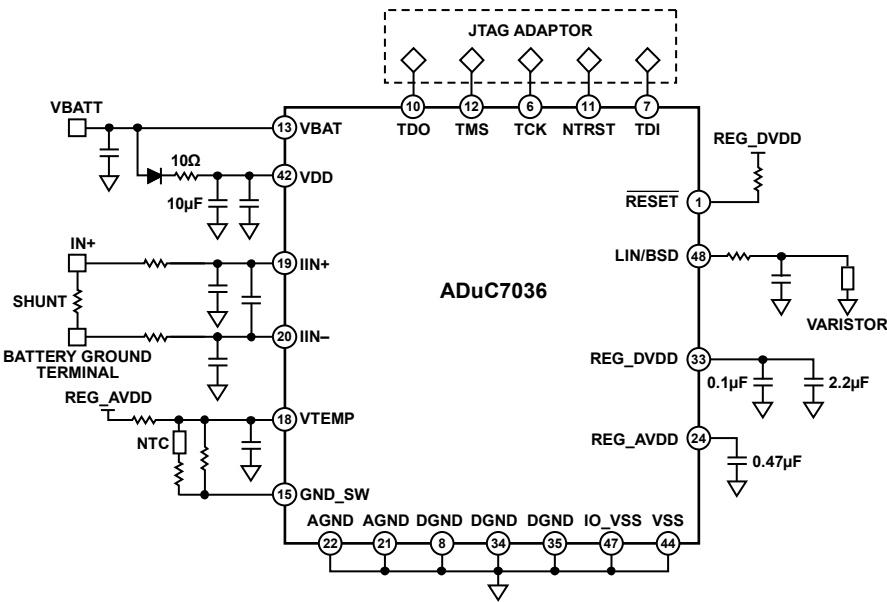 JTAG ADAPTOR
10 12 6 11 7
TDO TMS TCK NTRST TDI
VBATT
13 VBAT
10Ω
42 VDD
10µF
REG_DVDD
RESET 1
IN+
19 IIN+
SHUNT
20 IIN–
BATTERY GROUND
TERMINAL
ADuC7036
LIN/BSD 48
VARISTOR
REG_DVDD 33
0.1µF 2.2µF
REG_AVDD
18 VTEMP
NTC
15 GND_SW
REG_AVDD 24
0.47µF
AGND AGND DGND DGND DGND IO_VSS VSS
22 21 8 34 35 47 44